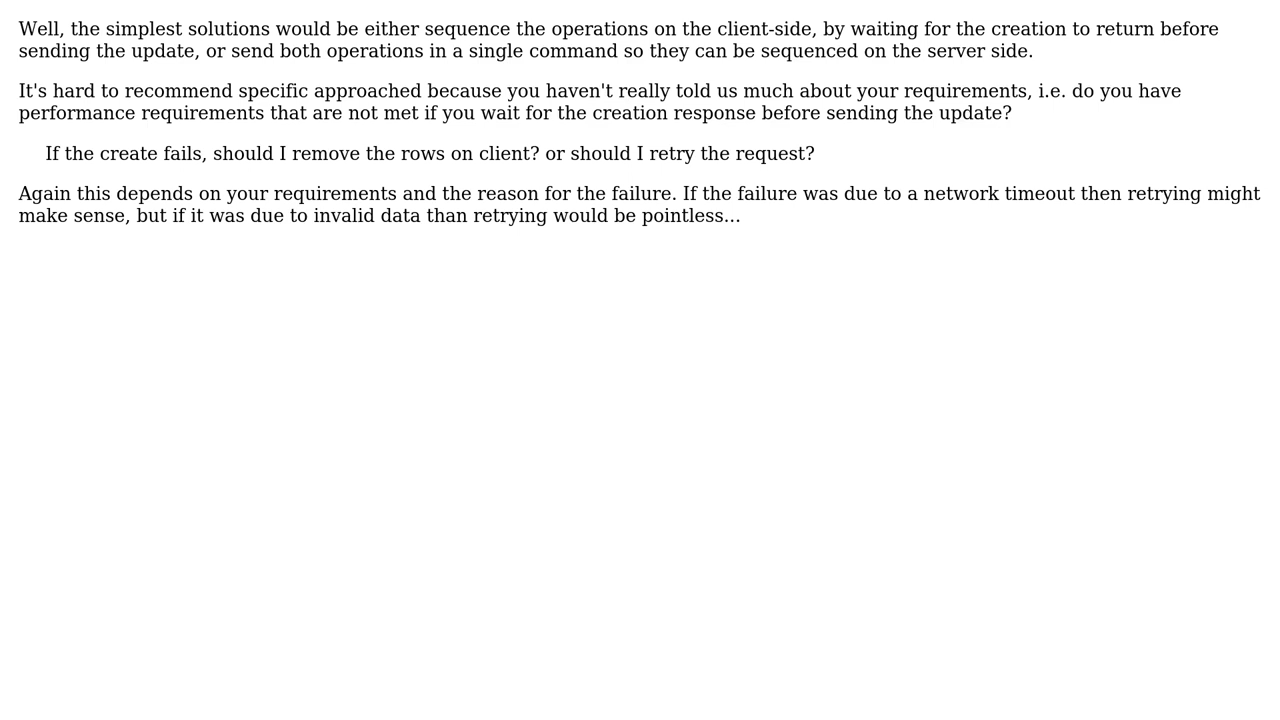 Well, the simplest solutions would be either sequence the operations on the client-side, by waiting for the creation to return before
sending the update, or send both operations in a single command so they can be sequenced on the server side.
It's hard to recommend specific approached because you haven't really told us much about your requirements, i.e. do you have
performance requirements that are not met if you wait for the creation response before sending the update?
If the create fails, should I remove the rows on client? or should I retry the request?
Again this depends on your requirements and the reason for the failure. If the failure was due to a network timeout then retrying might
make sense, but if it was due to invalid data than retrying would be pointless...